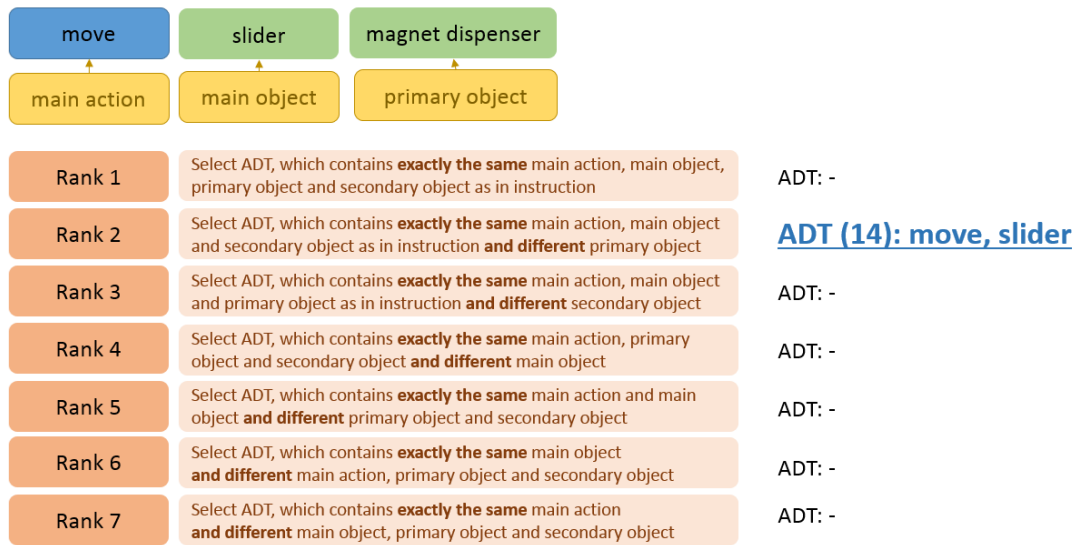 move
slider
magnet dispenser
main action
main object
primary object
Rank 1
Select ADT, which contains exactly the same main action, main object,
primary object and secondary object as in instruction
ADT: -
Rank 2
Select ADT, which contains exactly the same main action, main object
and secondary object as in instruction and different primary object
ADT (14): move, slider
Rank 3
Select ADT, which contains exactly the same main action, main object
and primary object as in instruction and different secondary object
ADT: -
Rank 4
Select ADT, which contains exactly the same main action, primary
object and secondary object and different main object
ADT: -
Rank 5
Select ADT, which contains exactly the same main action and main
object and different primary object and secondary object
ADT: -
Rank 6
Select ADT, which contains exactly the same main object
and different main action, primary object and secondary object
ADT: -
Rank 7
Select ADT, which contains exactly the same main action
and different main object, primary object and secondary object
ADT: -